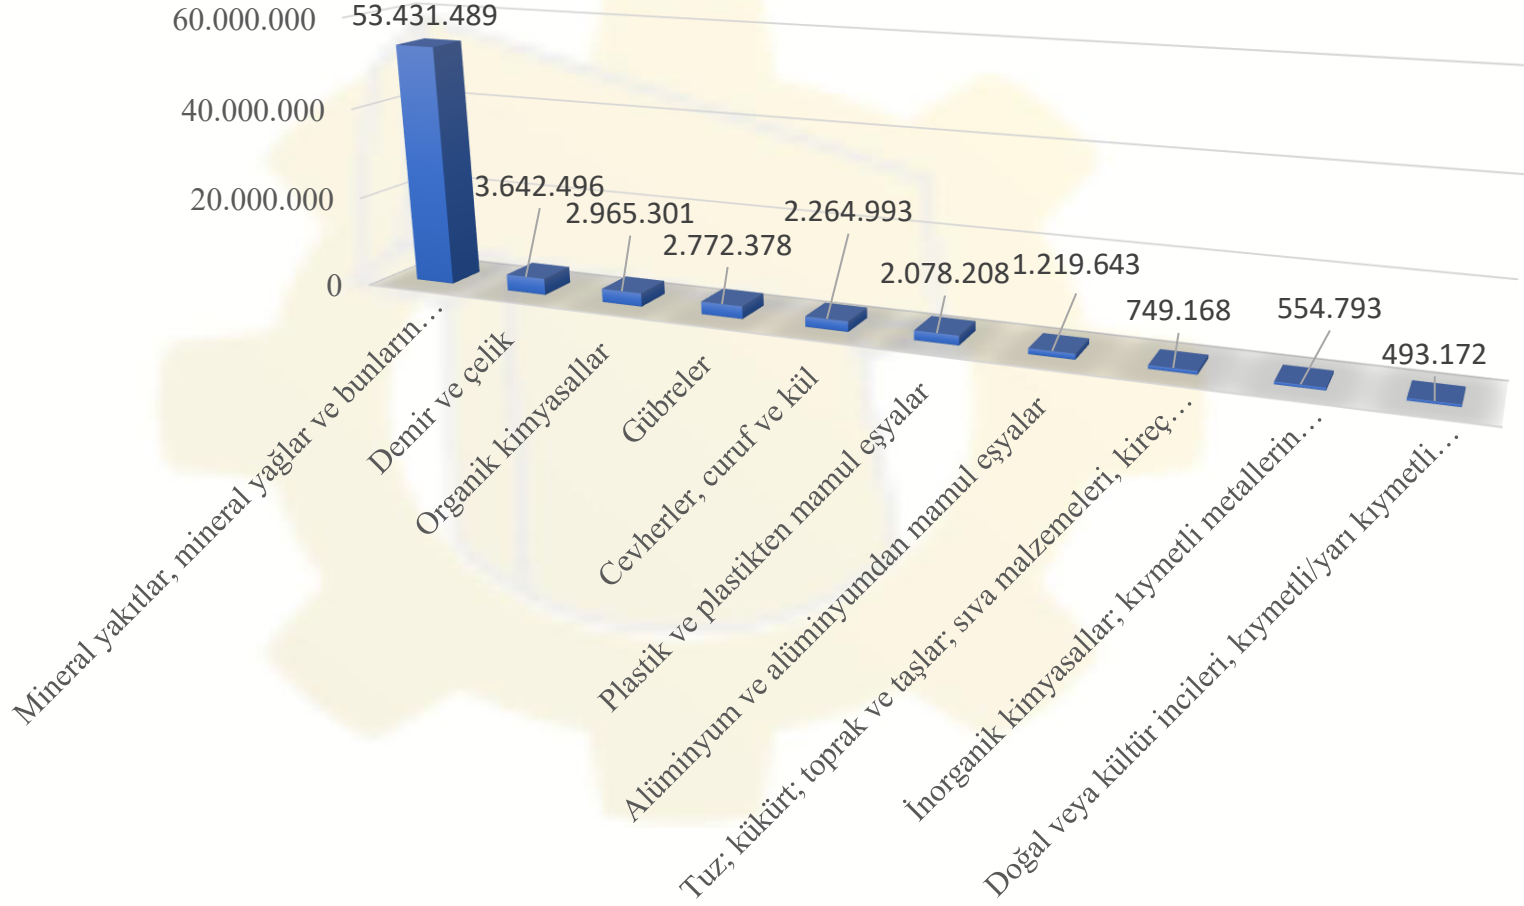 60.000.000
40.000.000
20.000.000
0
53.431.489
3.642.496
2.965.301
2.772.378
2.264.993
2.078.208
1.219.643
749.168
554.793
493.172
Mineral yakıtlar, mineral yağlar ve bunların…
Demir ve çelik
Organik kimyasallar
Gübreler
Cevherler, curuf ve kül
Plastik ve plastikten mamul eşyalar
Alüminyum ve alüminyumdan mamul eşyalar
Tuz; kükürt; toprak ve taşlar; sıva malzemeleri, kireç…
İnorganik kimyasallar; kıymetli metallerin…
Doğal veya kültür incileri, kıymetli/yarı kıymetli…